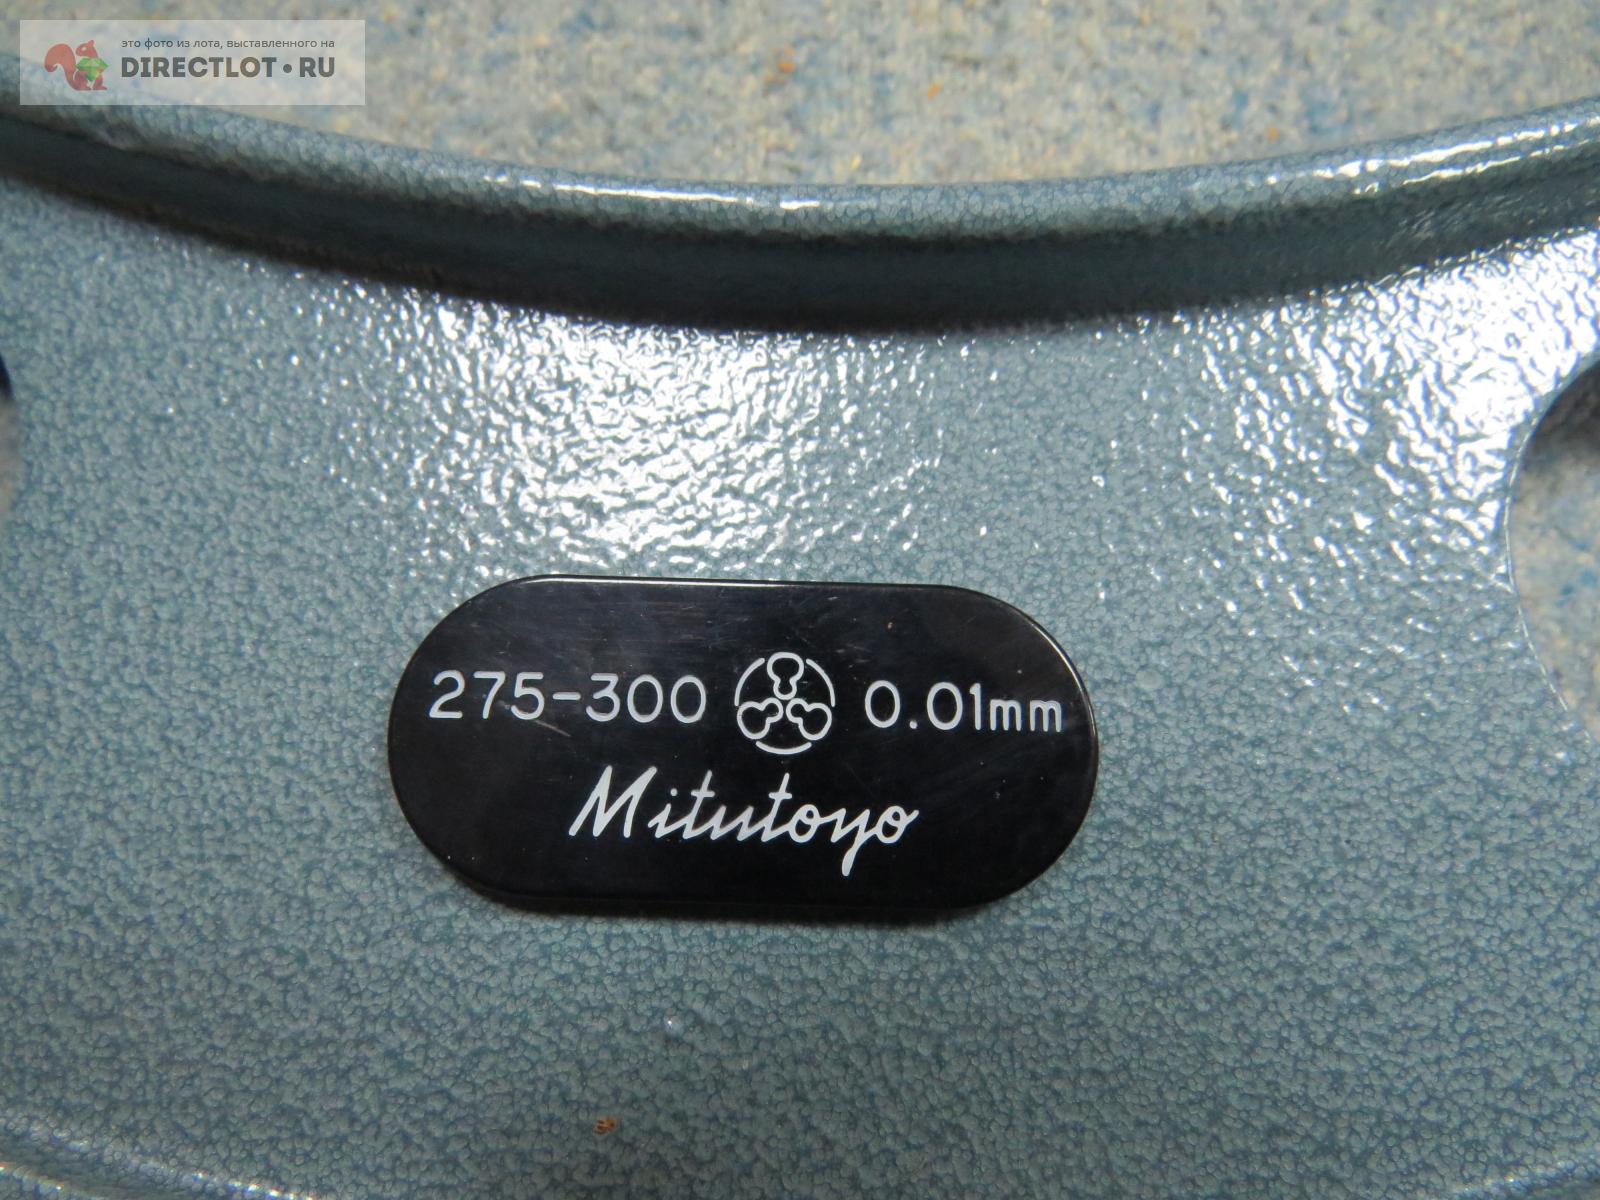 это фото из лота, выставленного на
DIRECTLOT•RU
275-300 0.01mm
Mitutoyo